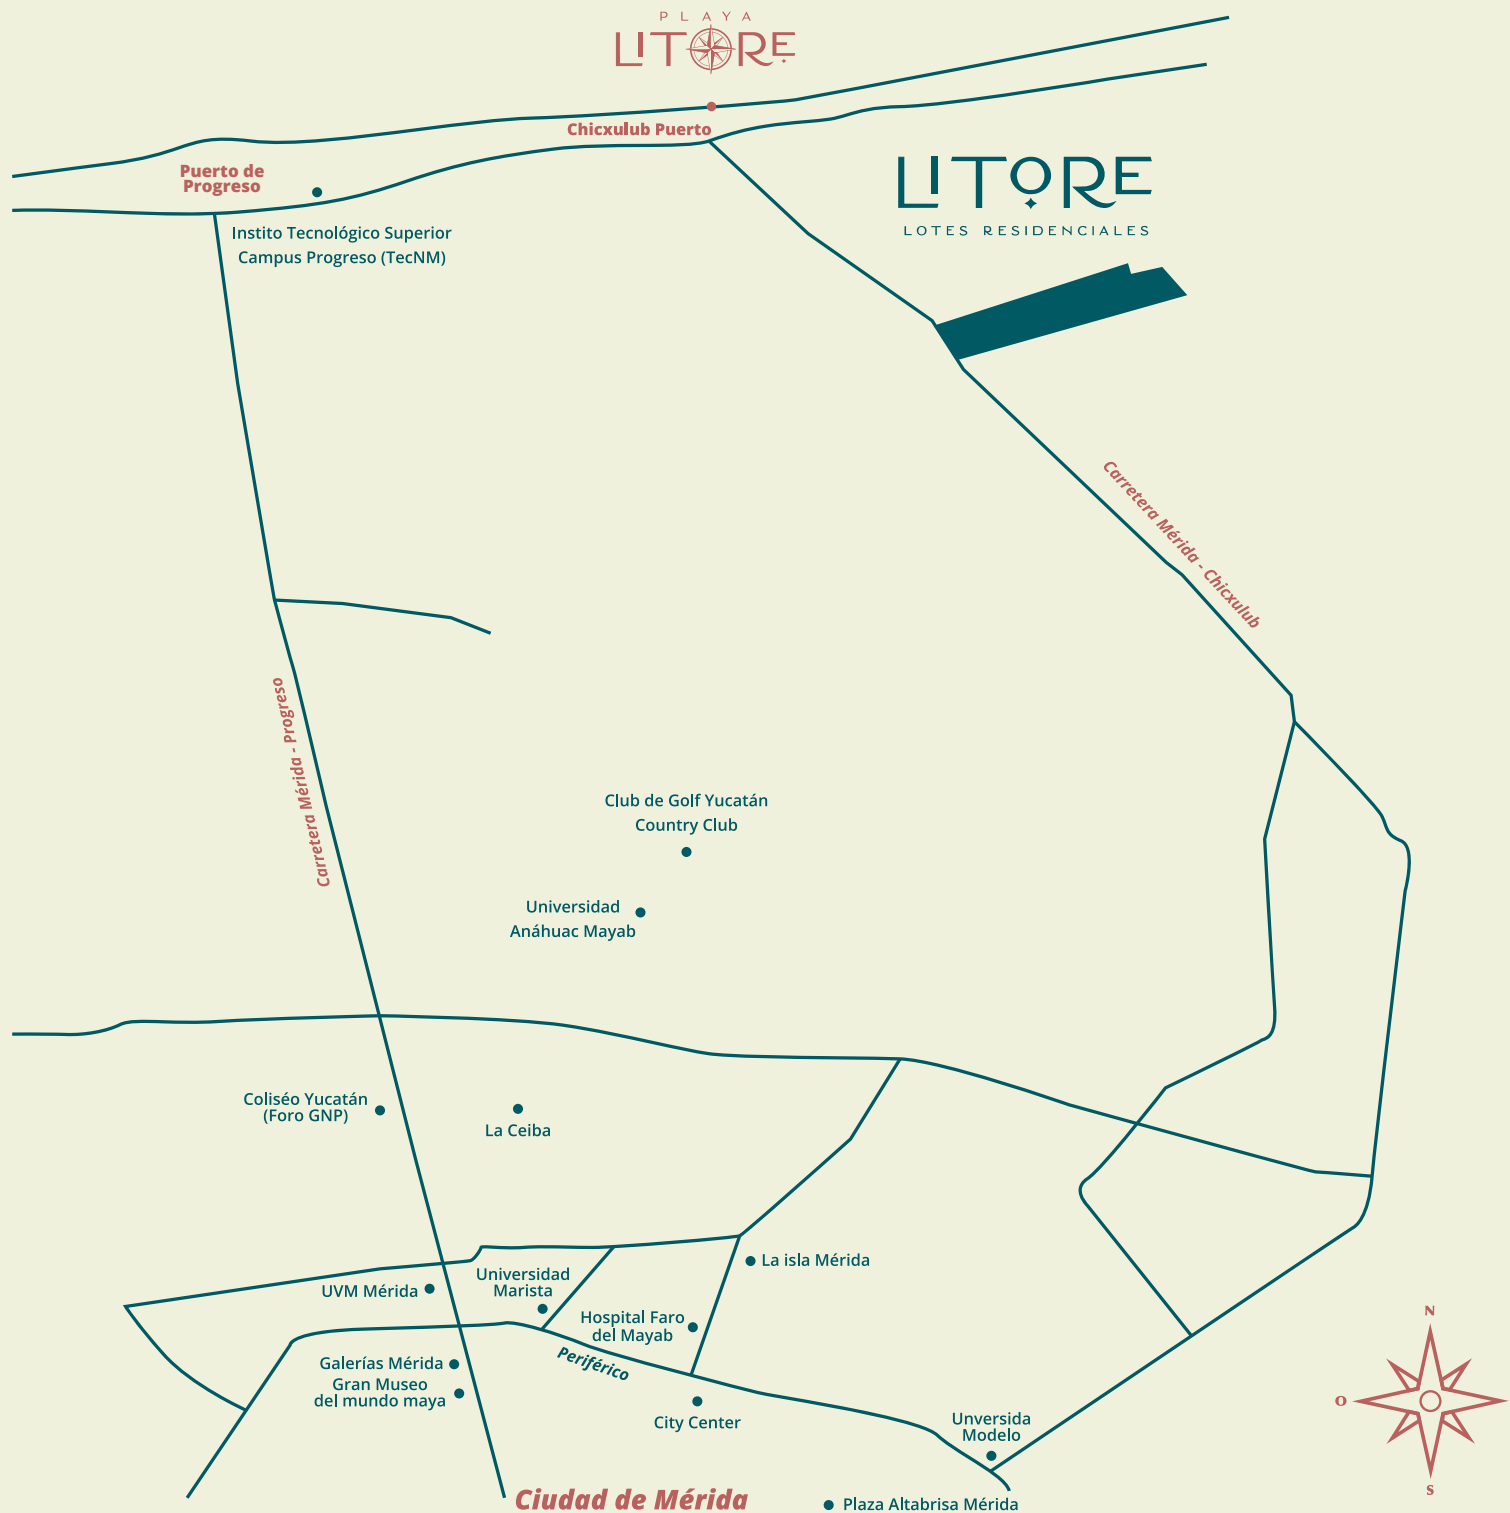 PLAYA
LITORE
Chicxulub Puerto
Puerto de
Progreso
LITORE
LOTES RESIDENCIALES
Instito Tecnológico Superior
Campus Progreso (TecNM)
Carretera Mérida - Chicxulub
Carretera Mérida - Progreso
Club de Golf Yucatán
Country Club
Universidad
Anáhuac Mayab
Coliséo Yucatán
(Foro GNP)
La Ceiba
La isla Mérida
Universidad
Marista
UVM Mérida
Hospital Faro
del Mayab
Periférico
Galerías Mérida
Gran Museo
del mundo maya
City Center
Unversida
Modelo
N
O
S
Ciudad de Mérida
Plaza Altabrisa Mérida